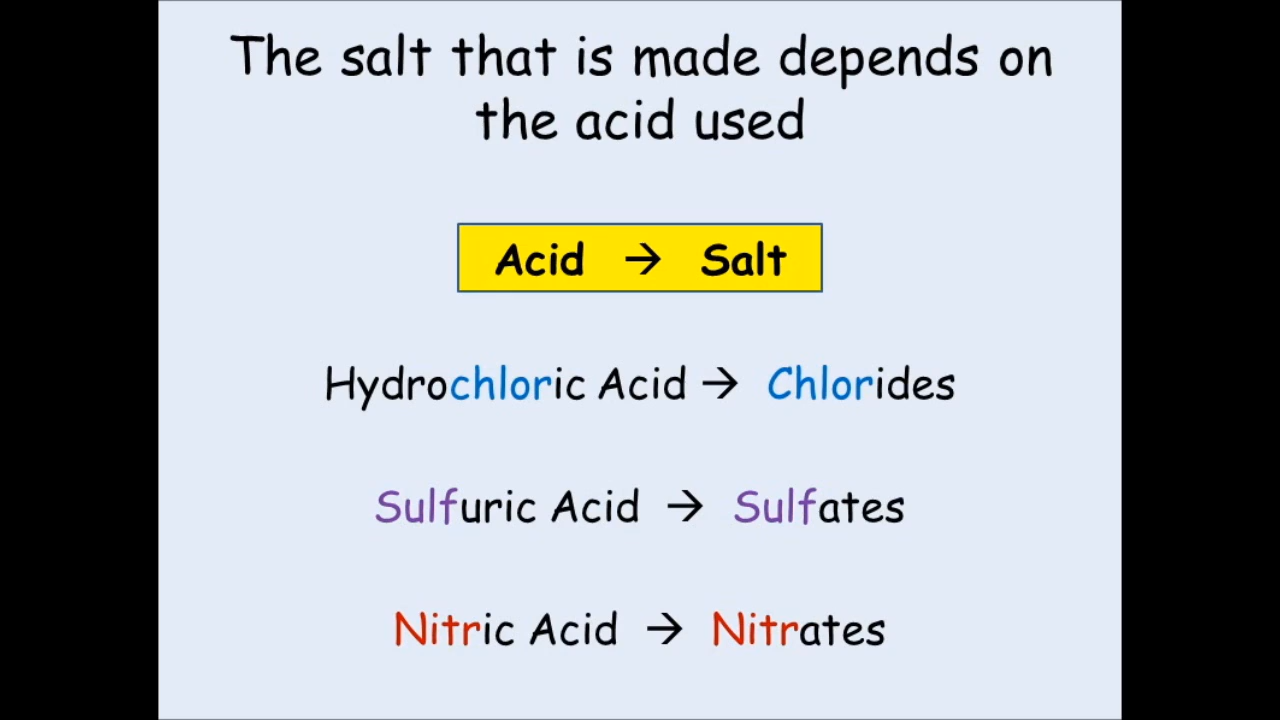 The salt that is made depends on
the acid used
Acid → Salt
Hydrochloric Acid → Chlorides
Sulfuric Acid → Sulfates
Nitric Acid → Nitrates